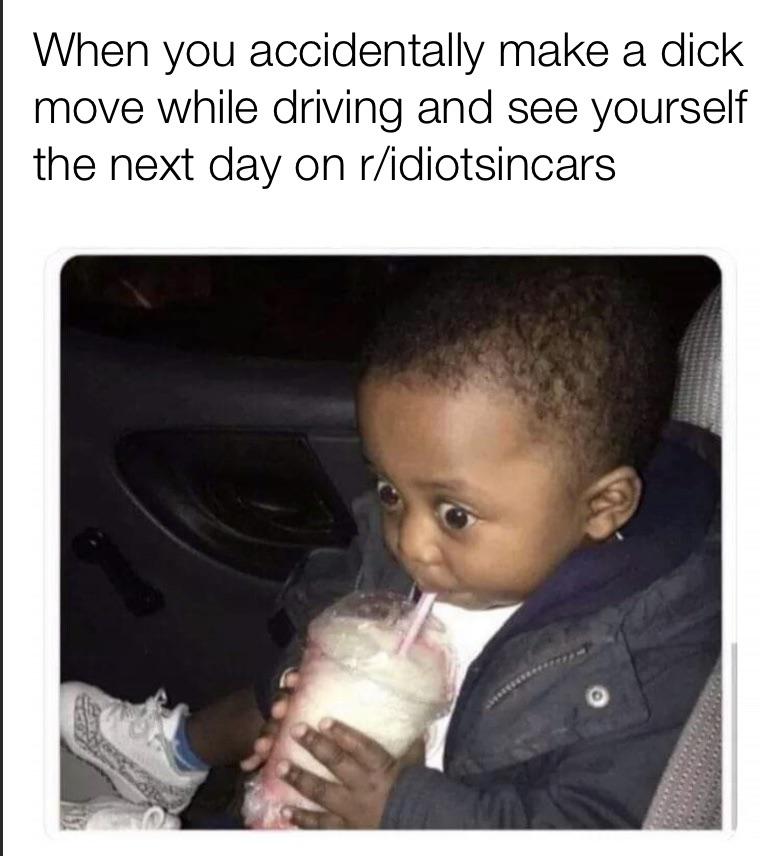 When you accidentally make a dick
move while driving and see yourself
the next day on r/idiotsincars